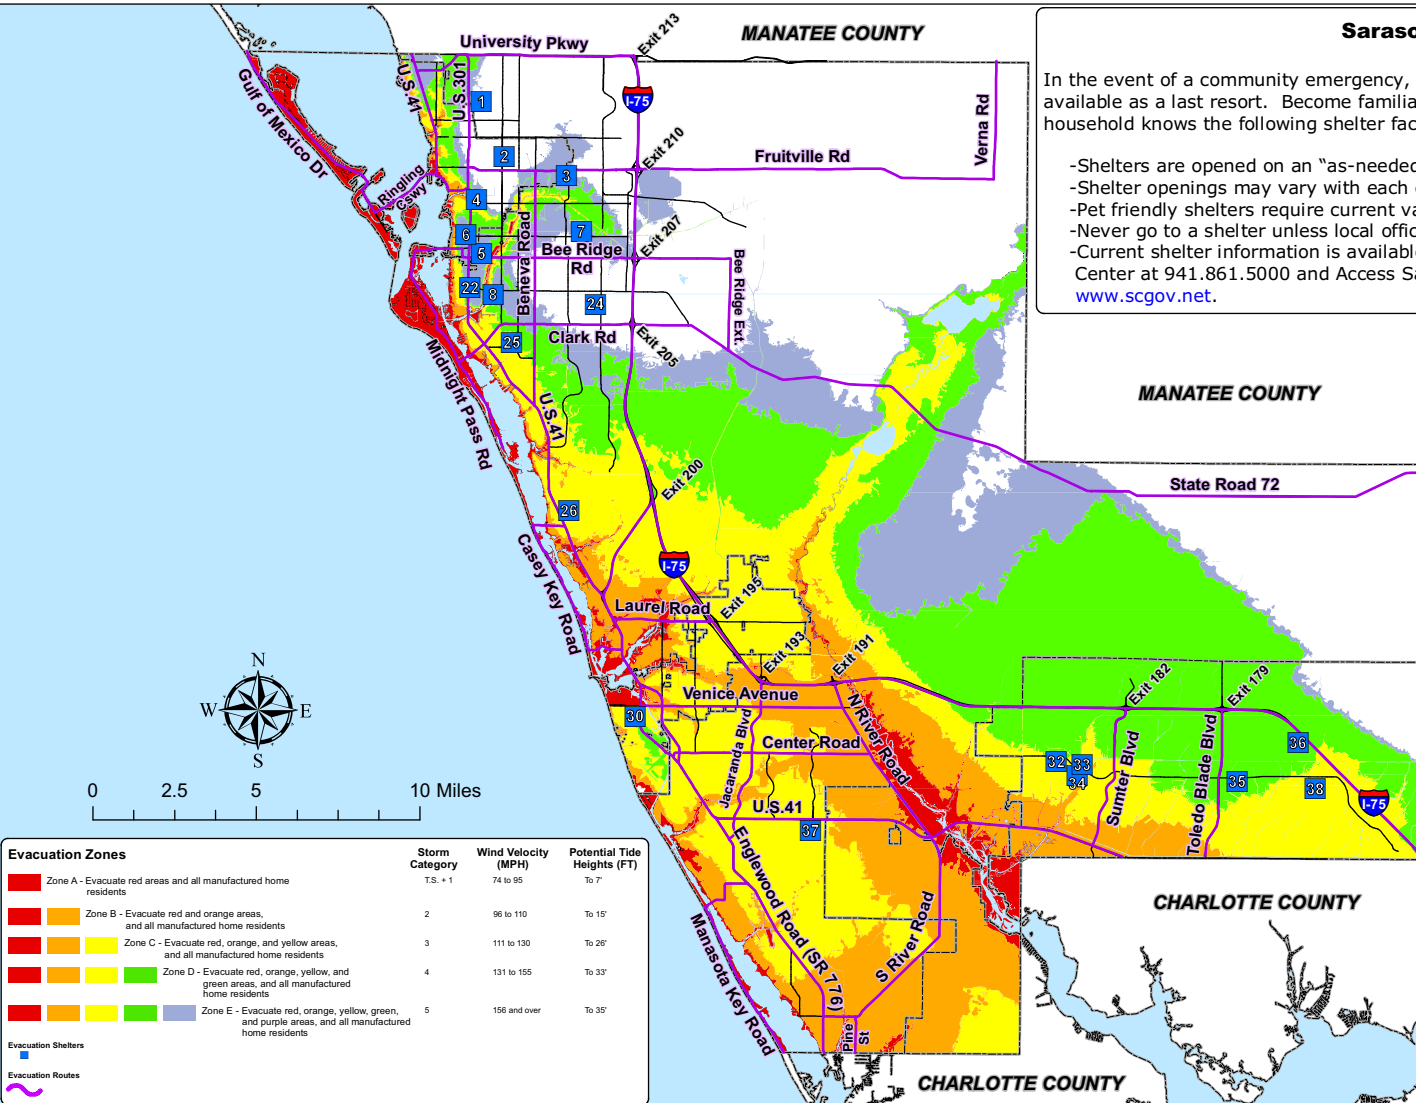 MANATEE COUNTY
Saraso
In the event of a community emergency,
available as a last resort.  Become familia
household knows the following shelter fac
-Shelters are opened on an “as-needed
-Shelter openings may vary with each
-Pet friendly shelters require current va
-Never go to a shelter unless local offic
-Current shelter information is available
Center at 941.861.5000 and Access Sa
www.scgov.net.
University Pkwy
Exit 213
U.S.41
U.S.301
I-75
Gulf of Mexico Dr
1
2
3
Exit 210
Fruitville Rd
Verna Rd
Ringling
Cswy
4
6
5
7
Beneva Road
Bee Ridge
Rd
Exit 207
Bee Ridge Ext.
22
8
24
25
Clark Rd
Exit 205
Midnight Pass Rd
U.S.41
MANATEE COUNTY
State Road 72
Exit 200
26
Casey Key Road
I-75
Laurel Road
Exit 195
Exit 193
Exit 191
Venice Avenue
N River Road
Exit 182
Exit 179
30
Jacaranda Blvd
Center Road
U.S.41
37
32
33
34
Sumter Blvd
Toledo Blade Blvd
35
36
38
I-75
N
W
E
S
0
2.5
5
10 Miles
Englewood Road (SR 776)
S River Road
Manasota Key Road
Pine
St
CHARLOTTE COUNTY
CHARLOTTE COUNTY
Evacuation Zones
Storm
Category
Wind Velocity
(MPH)
Potential Tide
Heights (FT)
Zone A - Evacuate red areas and all manufactured home
residents
T.S. + 1
74 to 95
To 7'
Zone B - Evacuate red and orange areas,
and all manufactured home residents
2
96 to 110
To 15'
Zone C - Evacuate red, orange, and yellow areas,
and all manufactured home residents
3
111 to 130
To 26'
Zone D - Evacuate red, orange, yellow, and
green areas, and all manufactured
home residents
4
131 to 155
To 33'
Zone E - Evacuate red, orange, yellow, green,
and purple areas, and all manufactured
home residents
5
156 and over
To 35'
Evacuation Shelters
Evacuation Routes